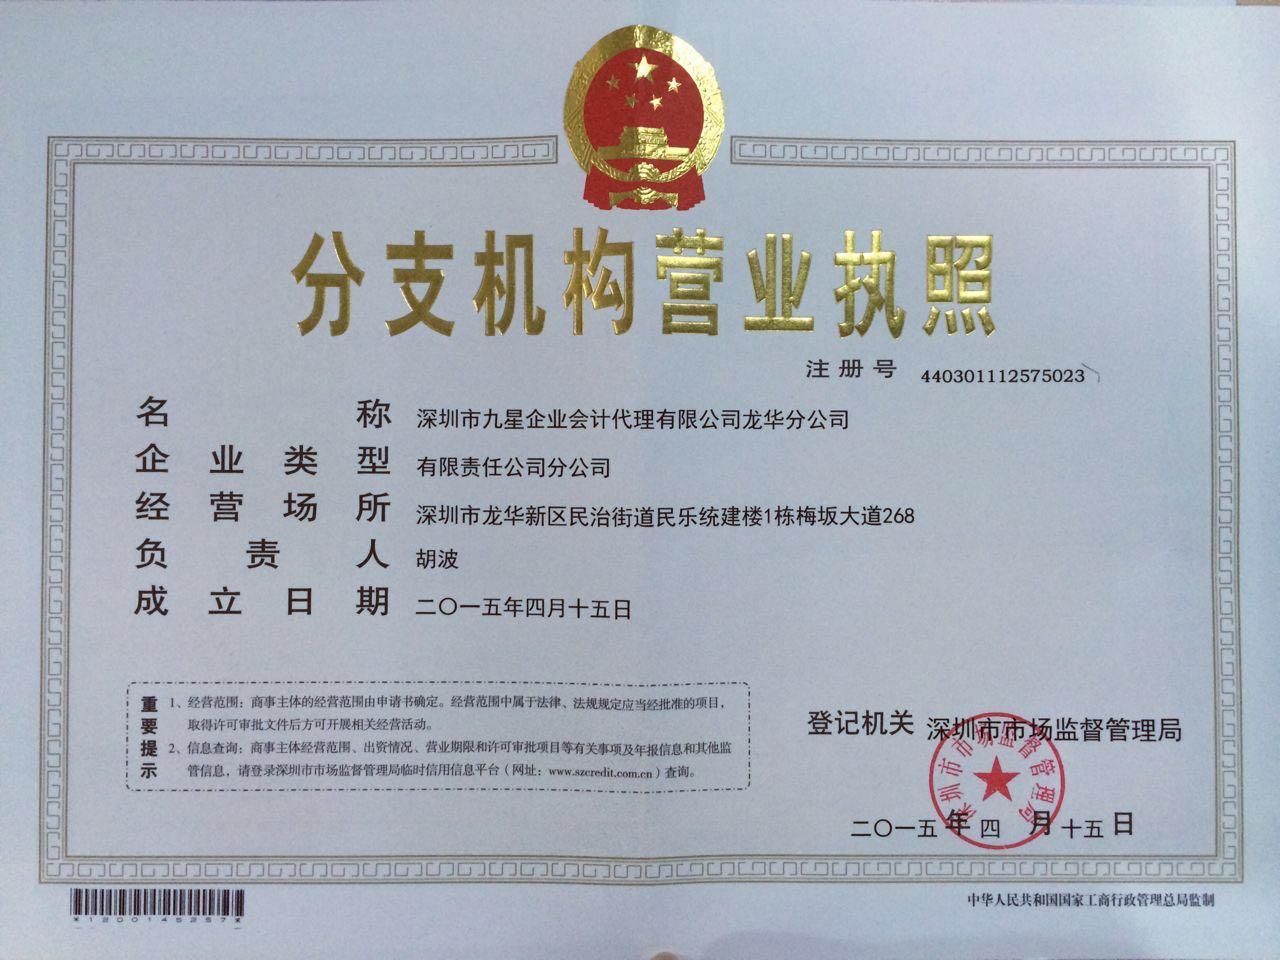 分支机构营业执照
注册号 440301112575023
名称 深圳市九星企业会计代理有限公司龙华分公司
企业类型 有限责任公司分公司
经营场所 深圳市龙华新区民治街道民乐统建楼1栋梅坂大道268
负责人 胡波
成立日期 二〇一五年四月十五日
重要提示
1、经营范围：商事主体的经营范围由申请书确定。经营范围中属于法律、法规规定应当经批准的项目，
取得许可审批文件后方可开展相关经营活动。
2、信息查询：商事主体经营范围、出资情况、营业期限和许可审批项目等有关事项及年报信息和其他监
管信息，请登录深圳市市场监督管理局临时信用信息平台（网址：www.szcredit.com.cn）查询。
登记机关 深圳市市场监督管理局
深圳市市场监督管理局
二〇一五年四月十五日
*1200145257*
中华人民共和国国家工商行政管理总局监制